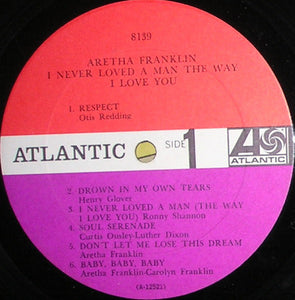 8139
ARETHA FRANKLIN
I NEVER LOVED A MAN THE WAY
I LOVE YOU
1. RESPECT
Otis Redding
ATLANTIC
SIDE 1
ATLANTIC
2. DROWN IN MY OWN TEARS
Henry Glover
3. I NEVER LOVED A MAN (THE WAY
I LOVE YOU) Ronny Shannon
4. SOUL SERENADE
Curtis Ousley-Luther Dixon
5. DON'T LET ME LOSE THIS DREAM
Aretha Franklin
6. BABY, BABY, BABY
Aretha Franklin-Carolyn Franklin
(A-12521)